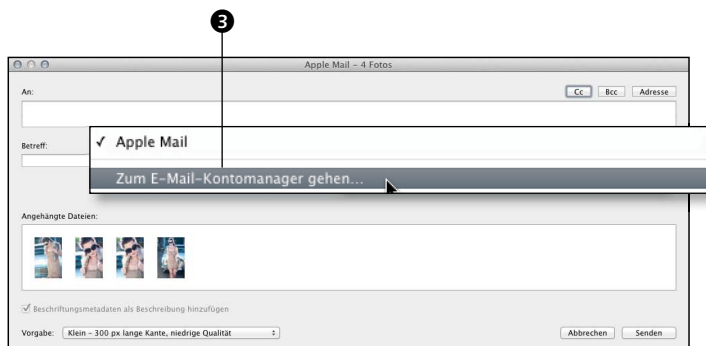 3
Apple Mail – 4 Fotos
An:
Cc Bcc Adresse
Betreff:
✓ Apple Mail
Zum E-Mail-Kontomanager gehen...
Angehängte Dateien:
Beschriftungsmetadaten als Beschreibung hinzufügen
Vorgabe: Klein – 300 px lange Kante, niedrige Qualität
Abbrechen Senden